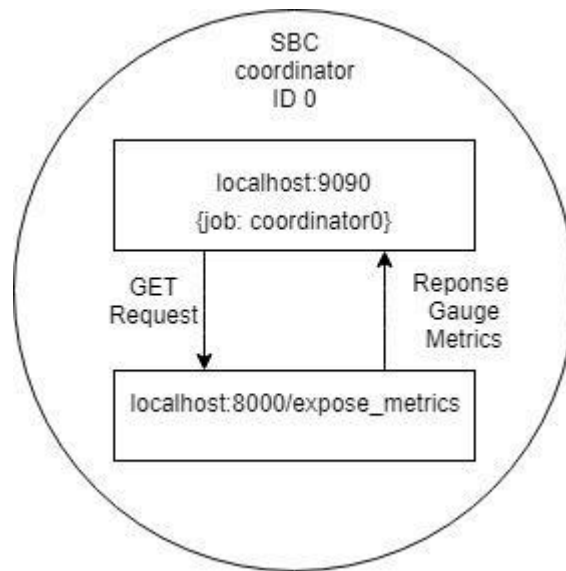 SBC
coordinator
ID 0
localhost:9090
{job: coordinator0}
GET
Request
Reponse
Gauge
Metrics
localhost:8000/expose_metrics